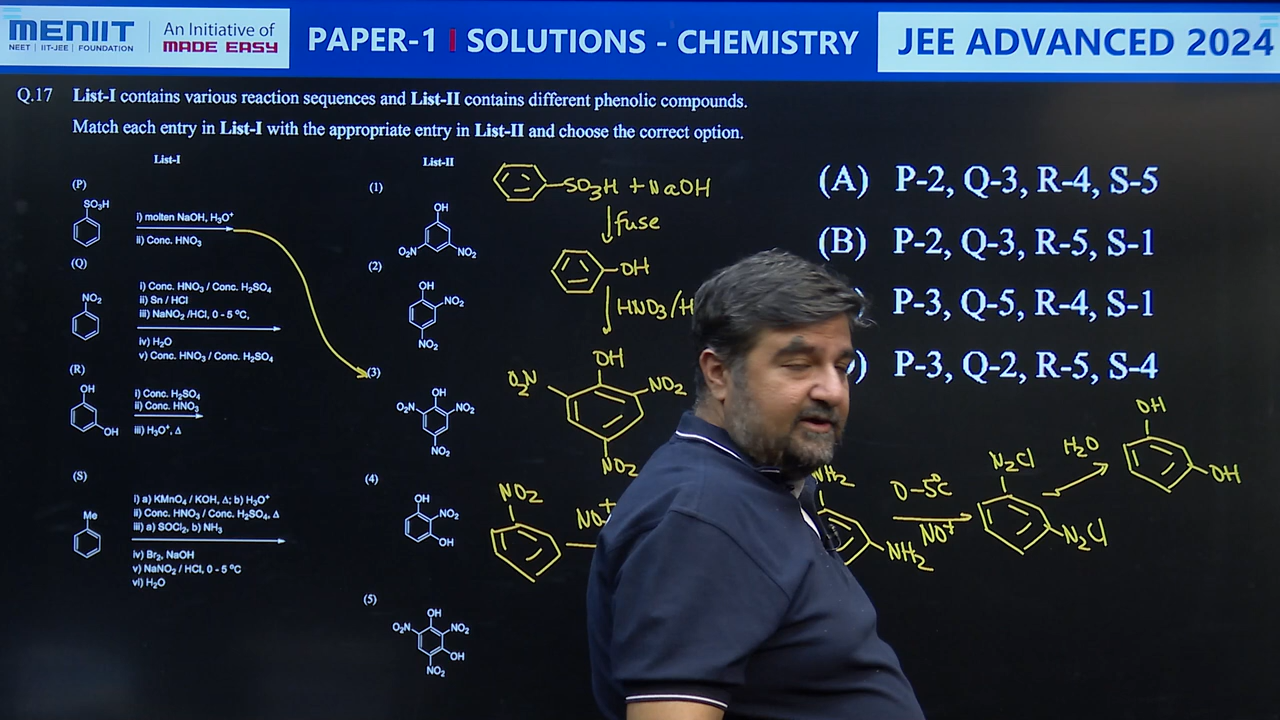 MENIIT
NEET | IIT-JEE | FOUNDATION
An Initiative of
MADE EASY
PAPER-1 | SOLUTIONS - CHEMISTRY
JEE ADVANCED 2024
Q.17 List-I contains various reaction sequences and List-II contains different phenolic compounds.
Match each entry in List-I with the appropriate entry in List-II and choose the correct option.
List-I
List-II
(P)
SO₃H
i) molten NaOH, H₃O⁺
ii) Conc. HNO₃
(Q)
NO₂
i) Conc. HNO₃ / Conc. H₂SO₄
ii) Sn / HCl
iii) NaNO₂ /HCl, 0 - 5 ºC,
iv) H₂O
v) Conc. HNO₃ / Conc. H₂SO₄
(R)
OH
OH
i) Conc. H₂SO₄
ii) Conc. HNO₃
iii) H₃O⁺, Δ
(S)
Me
i) a) KMnO₄ / KOH, Δ; b) H₃O⁺
ii) Conc. HNO₃ / Conc. H₂SO₄, Δ
iii) a) SOCl₂, b) NH₃
iv) Br₂, NaOH
v) NaNO₂ / HCl, 0 - 5 ºC
vi) H₂O
(1)
OH
O₂N NO₂
(2)
OH
NO₂
NO₂
(3)
OH
O₂N NO₂
NO₂
(4)
OH
NO₂
OH
(5)
OH
O₂N NO₂
OH
NO₂
SO₃H + NaOH
fuse
OH
HNO₃/H
OH
O₂N NO₂
NO₂
NO₂
NO₂⁺
NH₂
NH₂
0-5°C
NO⁺
N₂Cl
N₂Cl
H₂O
OH
OH
(A) P-2, Q-3, R-4, S-5
(B) P-2, Q-3, R-5, S-1
P-3, Q-5, R-4, S-1
) P-3, Q-2, R-5, S-4